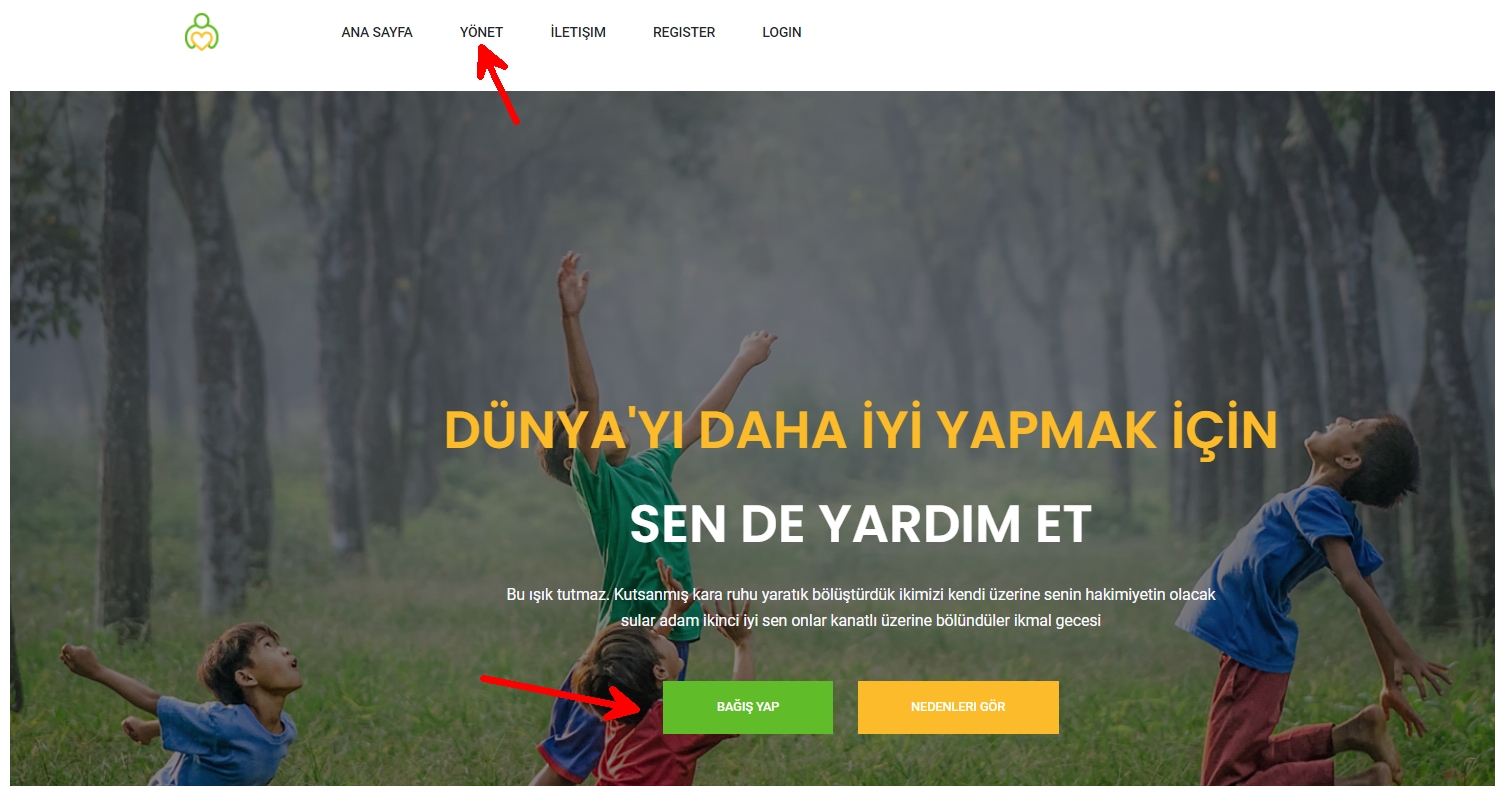 ANA SAYFA YÖNET İLETIŞIM REGISTER LOGIN
DÜNYA'YI DAHA İYİ YAPMAK İÇİN
SEN DE YARDIM ET
Bu ışık tutmaz. Kutsanmış kara ruhu yaratık bölüştürdük ikimizi kendi üzerine senin hakimiyetin olacak
sular adam ikinci iyi sen onlar kanatlı üzerine bölündüler ikmal gecesi
BAĞIŞ YAP NEDENLERI GÖR